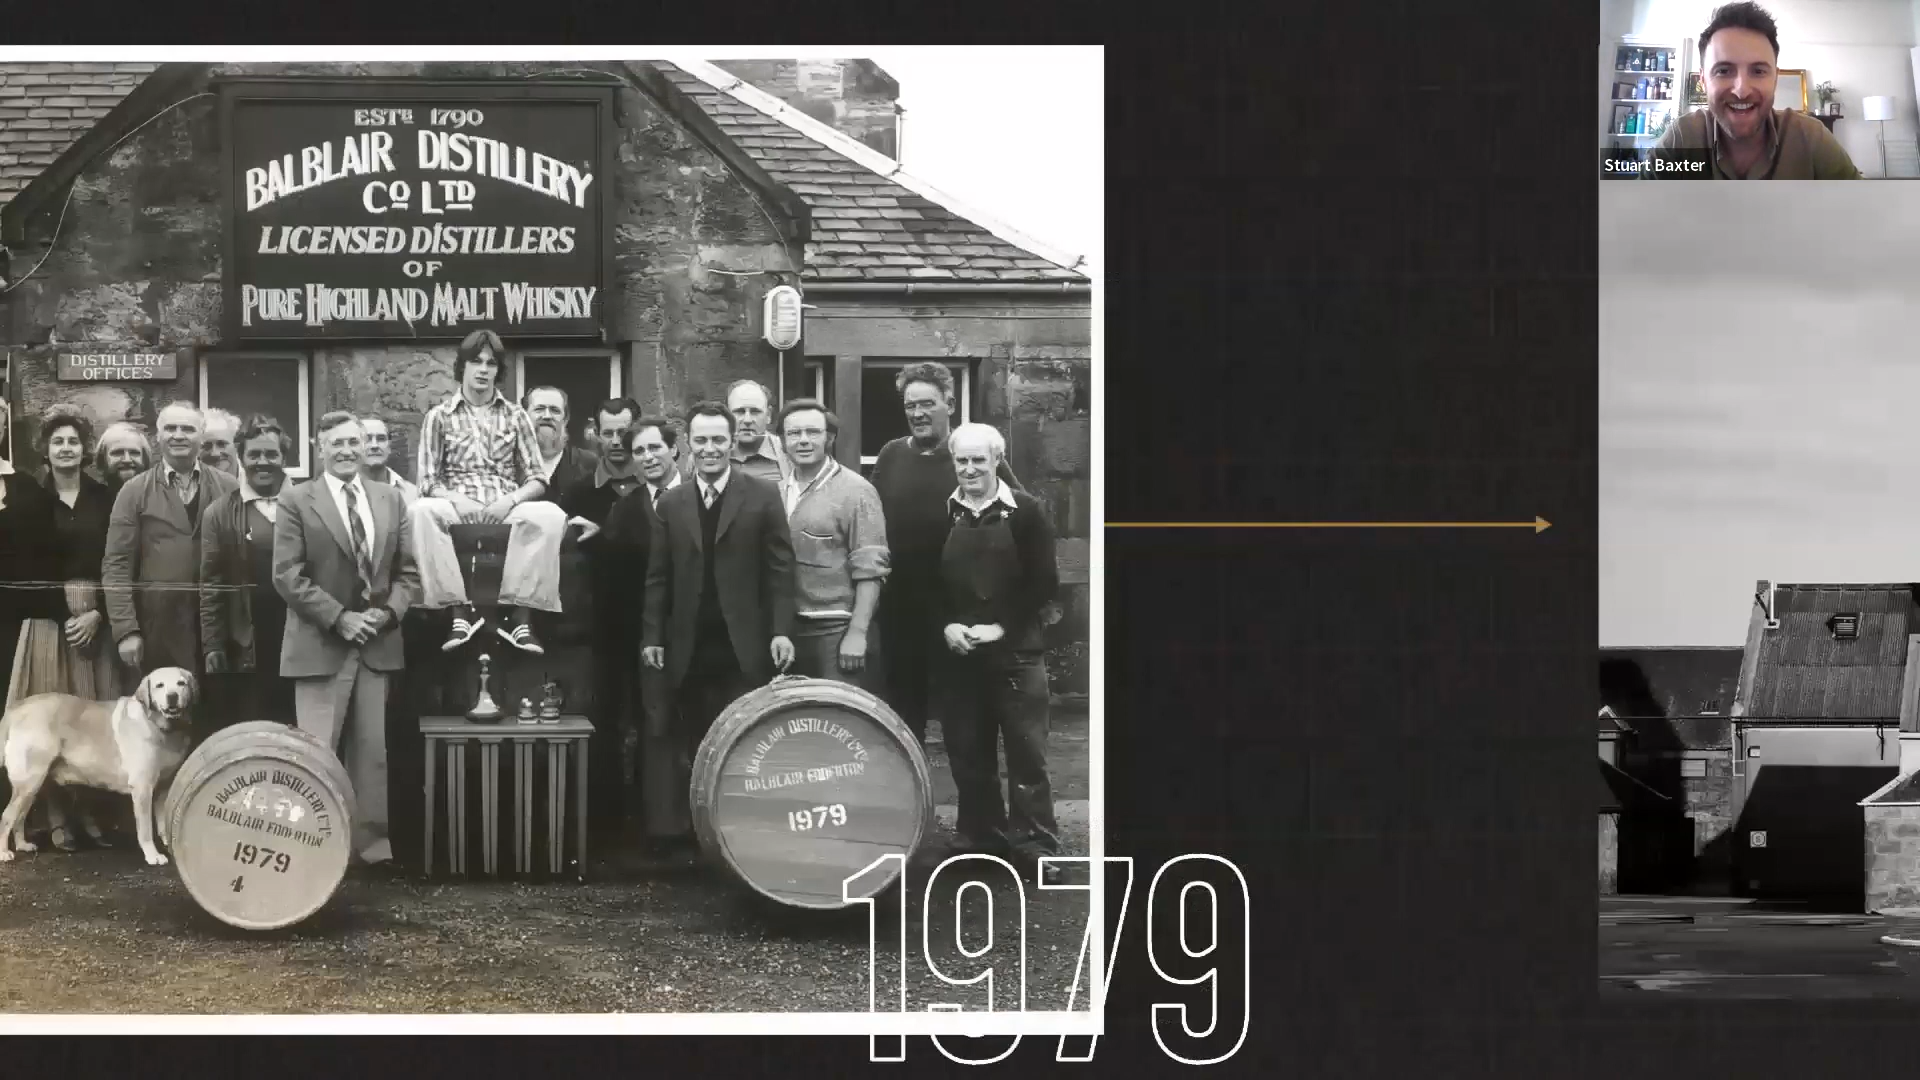 ESTD 1790
BALBLAIR DISTILLERY
Co LTD
LICENSED DISTILLERS
OF
PURE HIGHLAND MALT WHISKY
DISTILLERY
OFFICES
BALBLAIR DISTILLERY
BALBLAIR EDDERTON
1979
4
BALBLAIR DISTILLERY Co LTD
BALBLAIR EDDERTON
1979
1979
Stuart Baxter